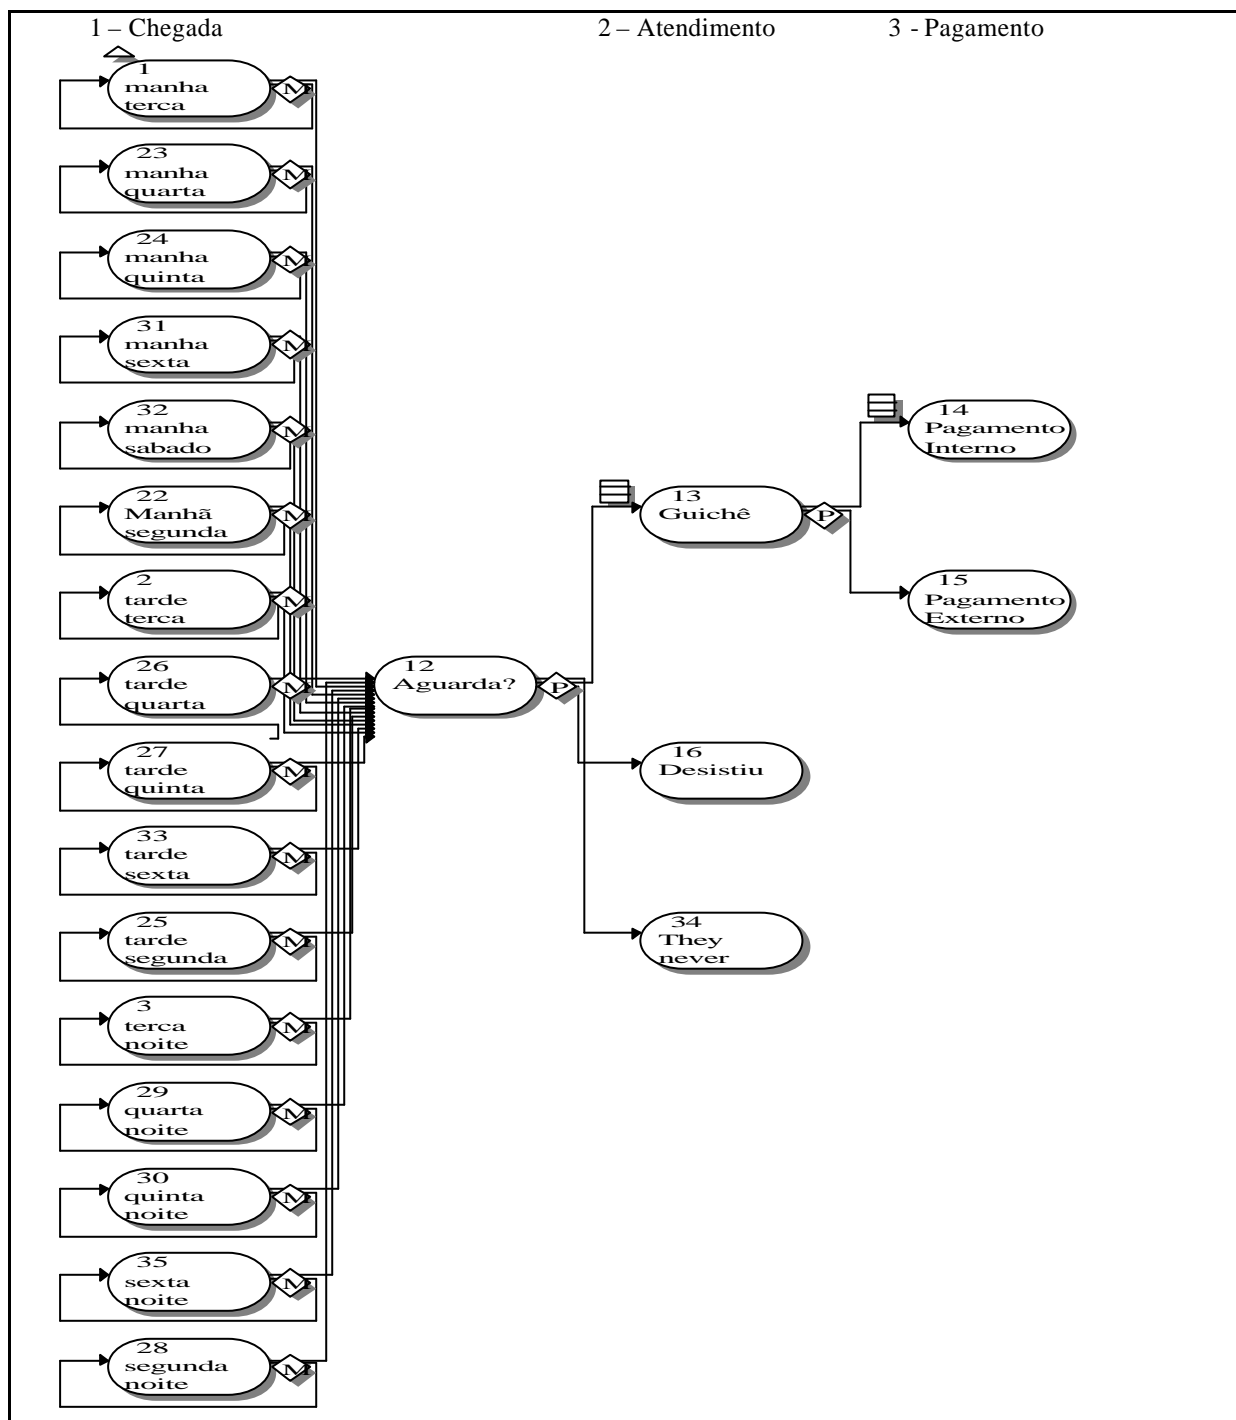 1 – Chegada
2 – Atendimento
3 - Pagamento
1
manha
terca
M
23
manha
quarta
M
24
manha
quinta
M
31
manha
sexta
M
32
manha
sabado
M
22
Manhã
segunda
M
2
tarde
terca
M
26
tarde
quarta
M
27
tarde
quinta
M
33
tarde
sexta
M
25
tarde
segunda
M
3
terca
noite
M
29
quarta
noite
M
30
quinta
noite
M
35
sexta
noite
M
28
segunda
noite
M
12
Aguarda?
P
13
Guichê
P
16
Desistiu
34
They
never
14
Pagamento
Interno
15
Pagamento
Externo